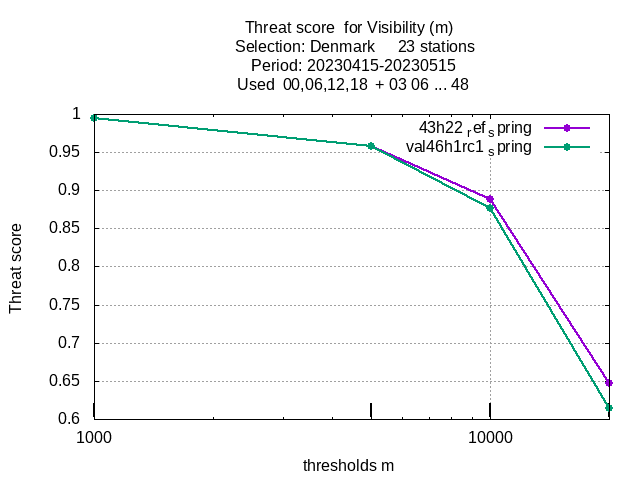 Threat score  for Visibility (m)
Selection: Denmark     23 stations
Period: 20230415-20230515
Used  00,06,12,18  + 03 06 ... 48
43h22 ref spring
val46h1rc1 spring
1
0.95
0.9
0.85
0.8
0.75
0.7
0.65
0.6
Threat score
1000
10000
thresholds m